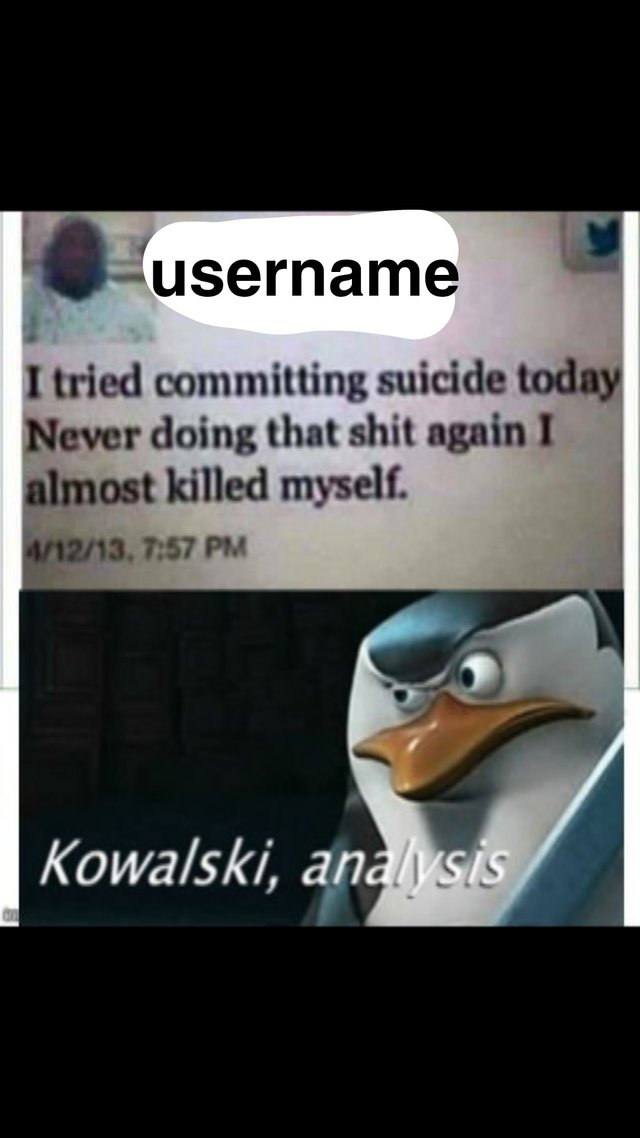 username
I tried committing suicide today
Never doing that shit again I
almost killed myself.
4/12/13, 7:57 PM
Kowalski, analysis